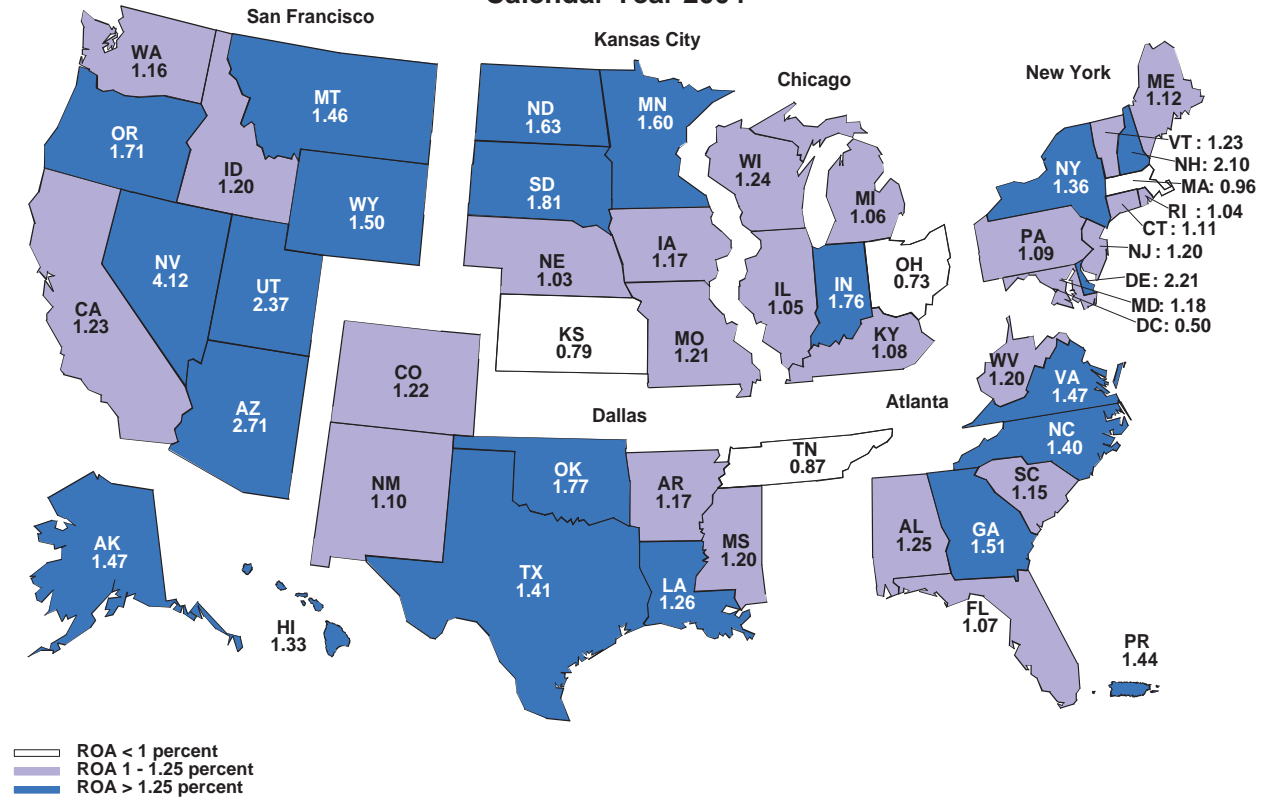 Calendar Year 2004
San Francisco
Kansas City
Chicago
New York
WA
1.16
MT
1.46
OR
1.71
ID
1.20
WY
1.50
NV
4.12
UT
2.37
CA
1.23
AZ
2.71
AK
1.47
HI
1.33
ND
1.63
MN
1.60
SD
1.81
NE
1.03
IA
1.17
KS
0.79
MO
1.21
WI
1.24
MI
1.06
IL
1.05
IN
1.76
OH
0.73
KY
1.08
ME
1.12
VT : 1.23
NH: 2.10
NY
1.36
MA: 0.96
RI : 1.04
CT : 1.11
PA
1.09
NJ : 1.20
DE : 2.21
MD: 1.18
DC: 0.50
Dallas
CO
1.22
NM
1.10
OK
1.77
TX
1.41
AR
1.17
LA
1.26
MS
1.20
TN
0.87
Atlanta
WV
1.20
VA
1.47
NC
1.40
SC
1.15
AL
1.25
GA
1.51
FL
1.07
PR
1.44
ROA < 1 percent
ROA 1 - 1.25 percent
ROA > 1.25 percent